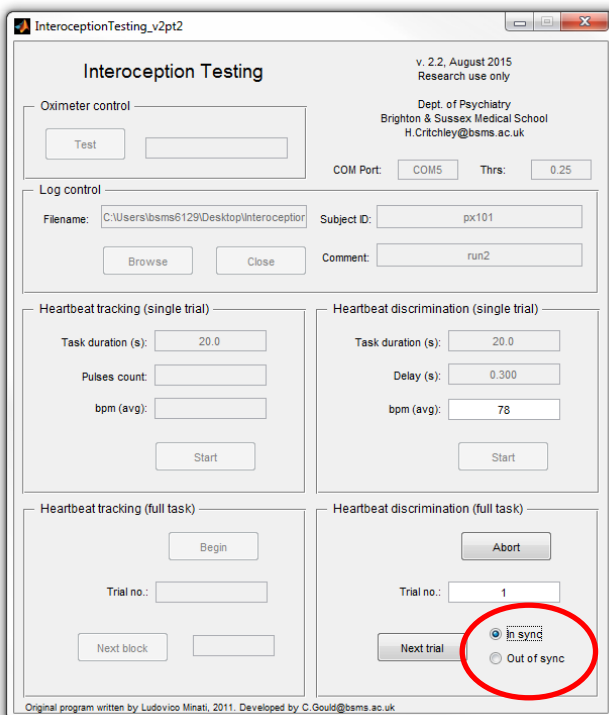 InteroceptionTesting_v2pt2
Interoception Testing
v. 2.2, August 2015
Research use only
Dept. of Psychiatry
Brighton & Sussex Medical School
H.Critchley@bsms.ac.uk
Oximeter control
Test
COM Port: COM5 Thrs: 0.25
Log control
Filename: C:\Users\bsms6129\Desktop\Interoception Subject ID: px101
Browse Close Comment: run2
Heartbeat tracking (single trial)
Task duration (s): 20.0
Pulses count:
bpm (avg):
Start
Heartbeat discrimination (single trial)
Task duration (s): 20.0
Delay (s): 0.300
bpm (avg): 78
Start
Heartbeat tracking (full task)
Begin
Trial no.:
Next block
Heartbeat discrimination (full task)
Abort
Trial no.: 1
In sync
Next trial
Out of sync
Original program written by Ludovico Minati, 2011. Developed by C.Gould@bsms.ac.uk